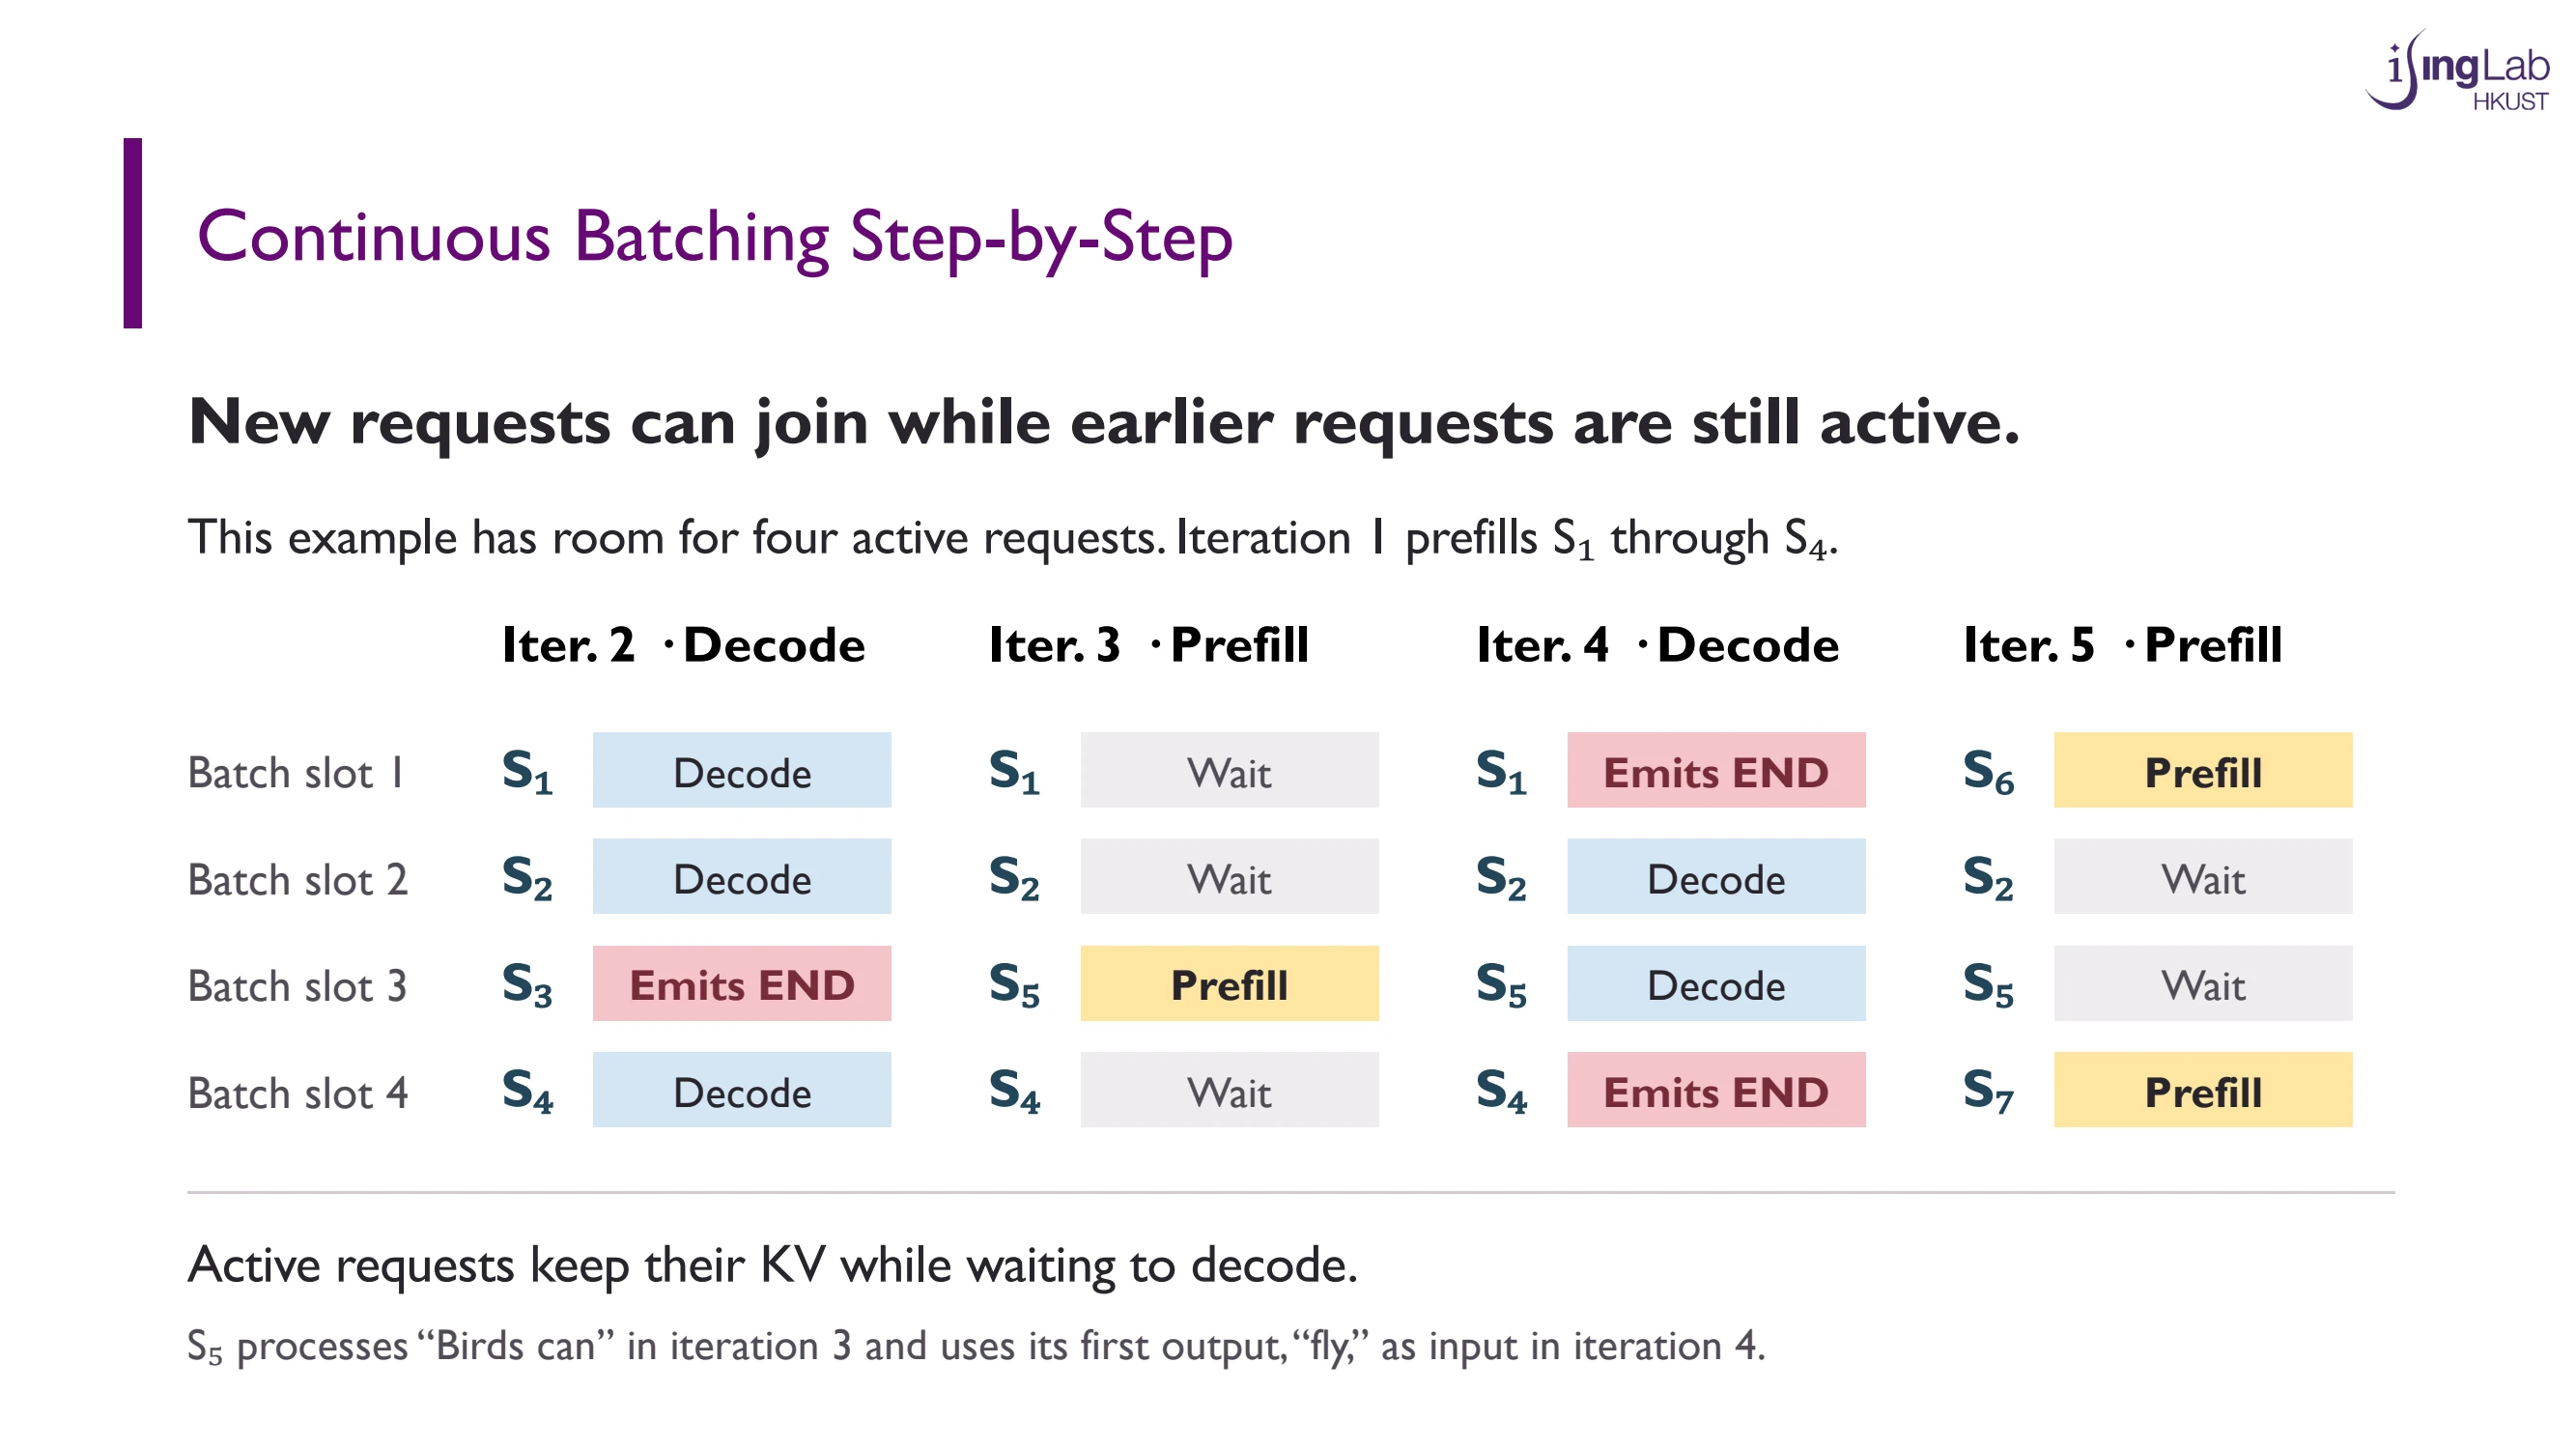 iSingLab
HKUST
Continuous Batching Step-by-Step
New requests can join while earlier requests are still active.
This example has room for four active requests. Iteration 1 prefills S₁ through S₄.
Iter. 2 · Decode Iter. 3 · Prefill Iter. 4 · Decode Iter. 5 · Prefill
Batch slot 1 S₁ Decode S₁ Wait S₁ Emits END S₆ Prefill
Batch slot 2 S₂ Decode S₂ Wait S₂ Decode S₂ Wait
Batch slot 3 S₃ Emits END S₅ Prefill S₅ Decode S₅ Wait
Batch slot 4 S₄ Decode S₄ Wait S₄ Emits END S₇ Prefill
Active requests keep their KV while waiting to decode.
S₅ processes “Birds can” in iteration 3 and uses its first output, “fly,” as input in iteration 4.